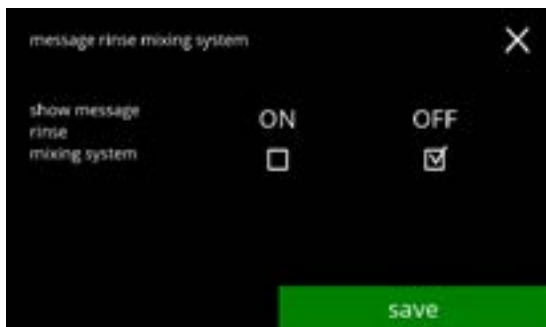 message rinse mixing system
show message
rinse
mixing system
ON
OFF
save